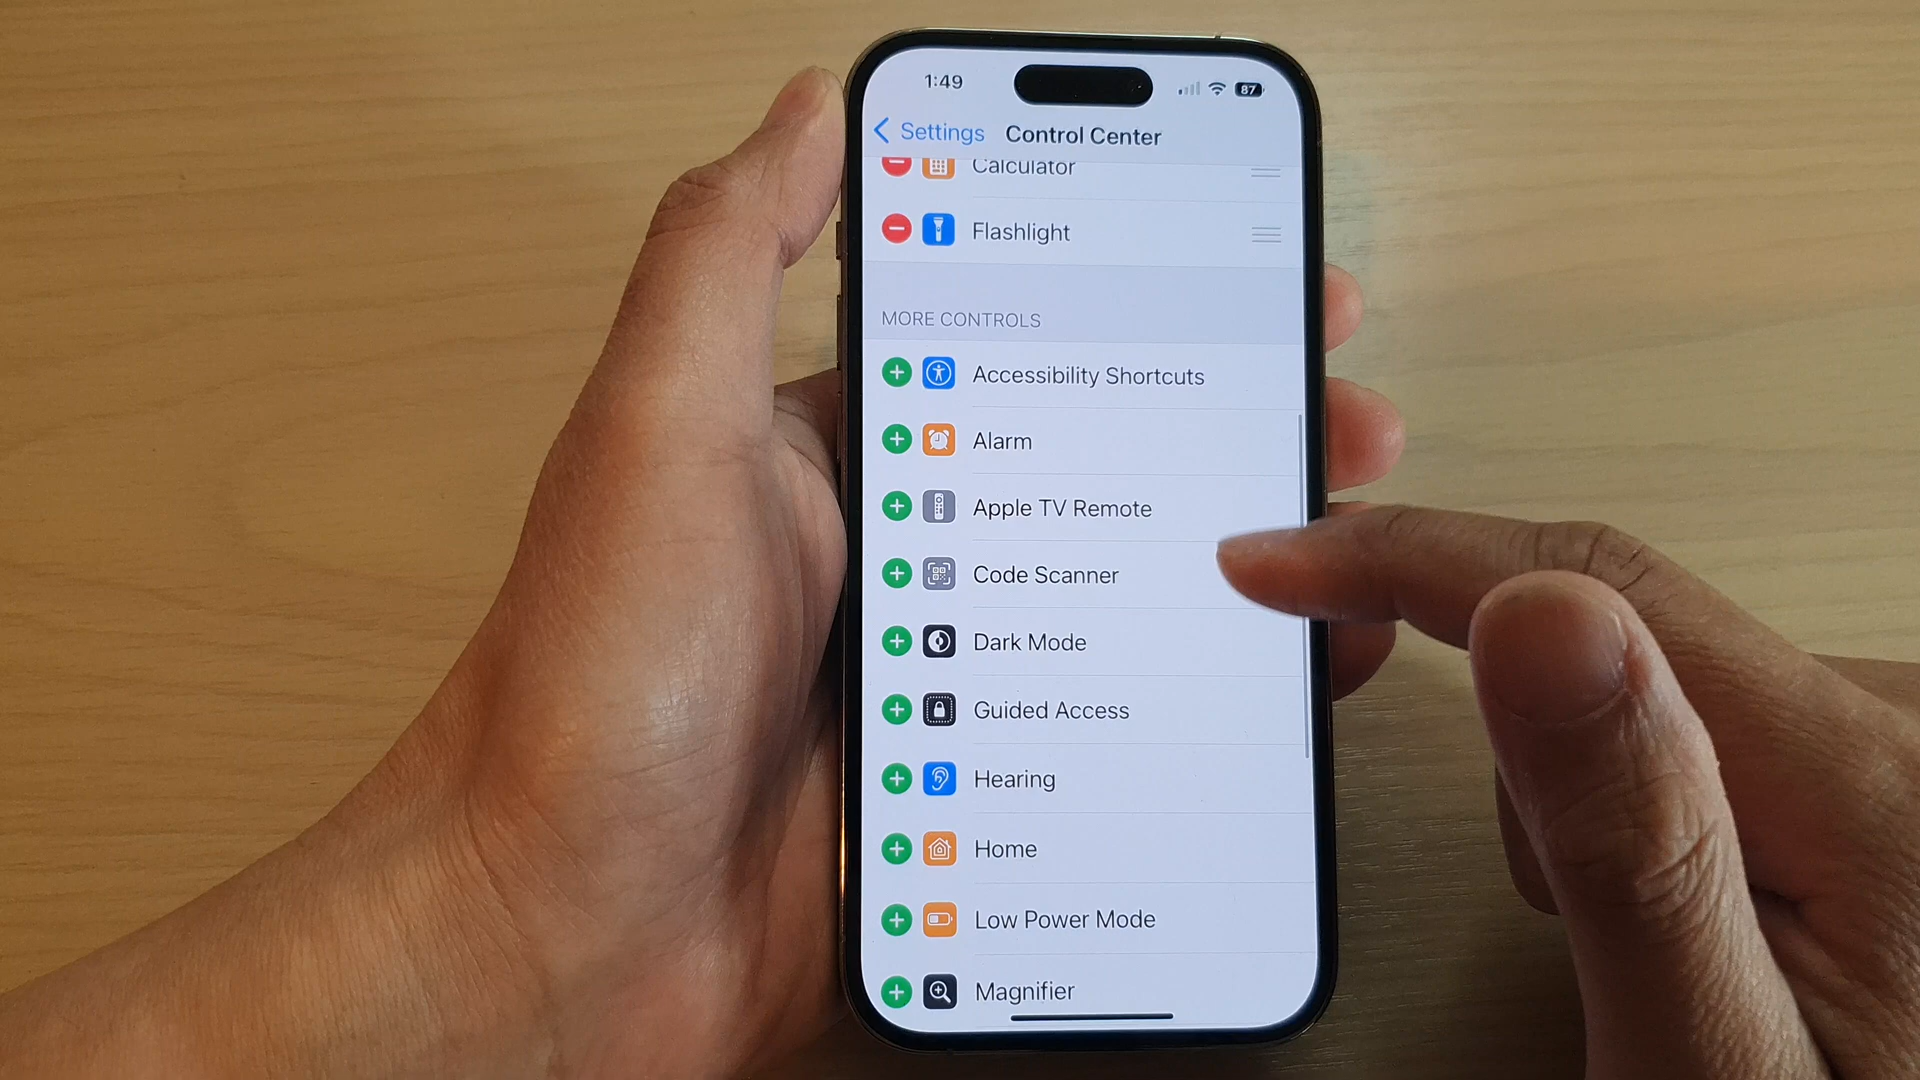 1:49
87
Settings Control Center
Calculator
Flashlight
MORE CONTROLS
Accessibility Shortcuts
Alarm
Apple TV Remote
Code Scanner
Dark Mode
Guided Access
Hearing
Home
Low Power Mode
Magnifier